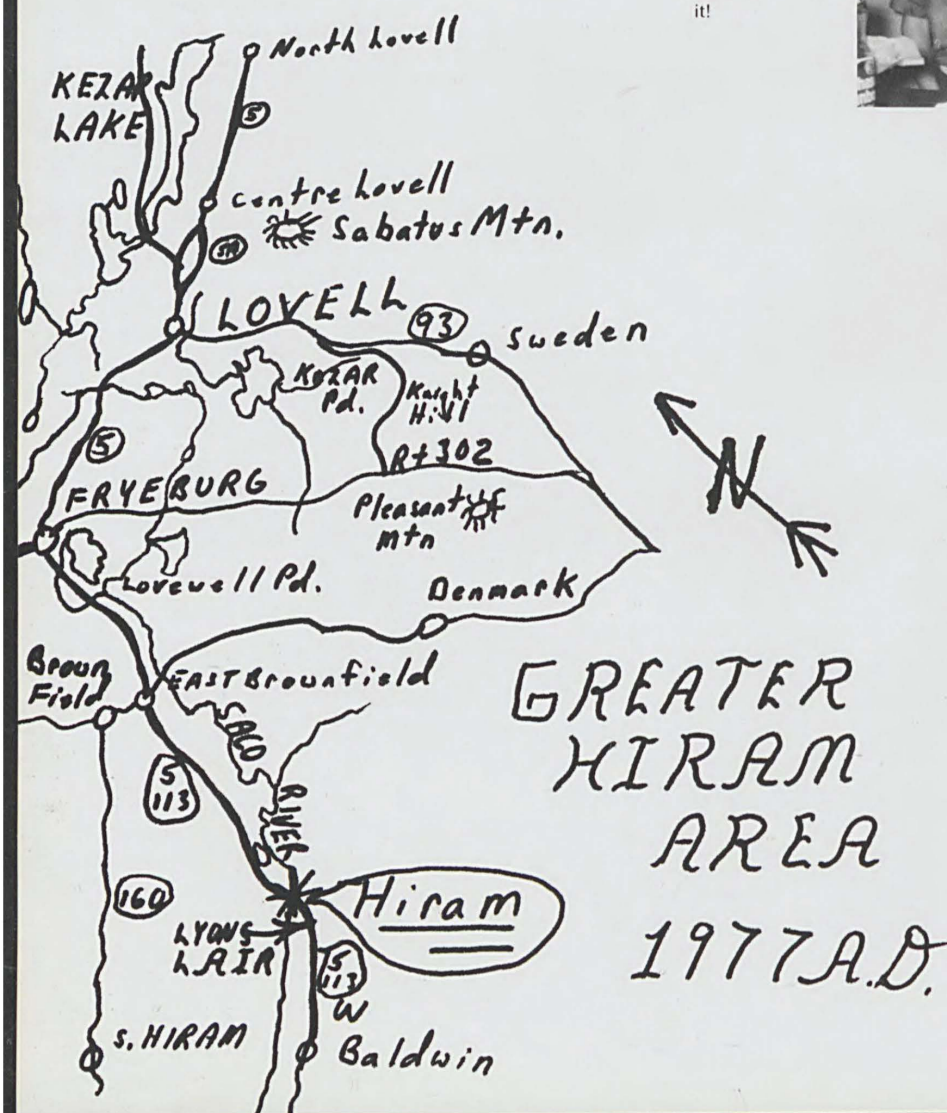 it!
North Lovell
KEZAR
LAKE
5
Centre Lovell
Sabatus Mtn.
5A
LOVELL
93
Sweden
KEZAR
Pd.
Knight
Hill
Rt 302
N
5
FRYEBURG
Pleasant
Mtn
Lovewell Pd.
Denmark
Brown
Field
EAST Brownfield
SACO RIVER
5
113
160
Hiram
LYONS
LAIR
5
113
W
S. HIRAM
Baldwin
GREATER
HIRAM
AREA
1977 A.D.